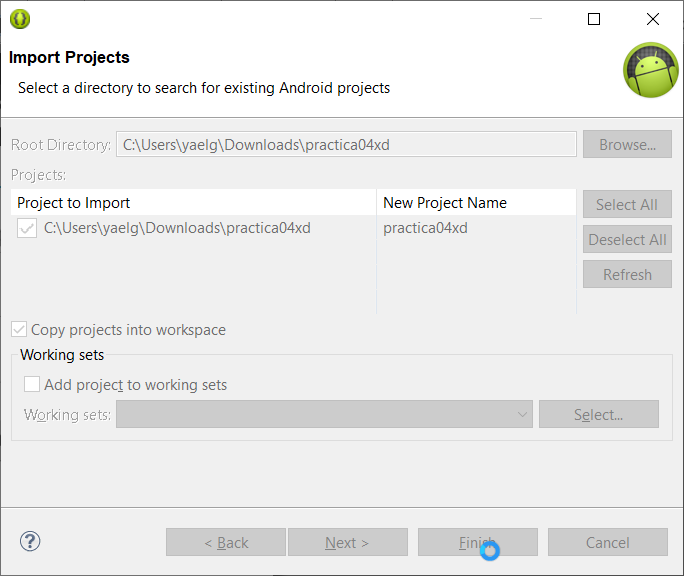 Import Projects
Select a directory to search for existing Android projects
Root Directory: C:\Users\yaelg\Downloads\practica04xd Browse...
Projects:
Project to Import New Project Name Select All
C:\Users\yaelg\Downloads\practica04xd practica04xd
Deselect All
Refresh
Copy projects into workspace
Working sets
Add project to working sets
Working sets: Select...
? < Back Next > Finish Cancel